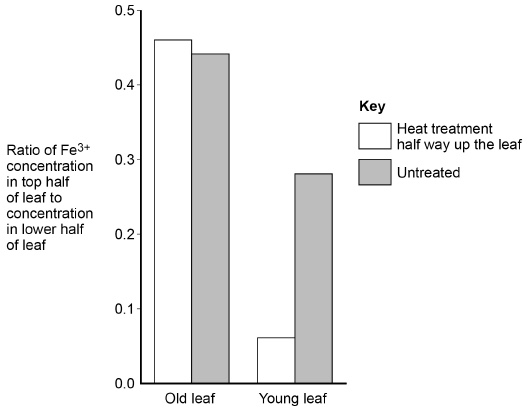 0.5
0.4
0.3
0.2
0.1
0.0
Ratio of Fe3+
concentration
in top half
of leaf to
concentration
in lower half
of leaf
Old leaf
Young leaf
Key
Heat treatment
half way up the leaf
Untreated